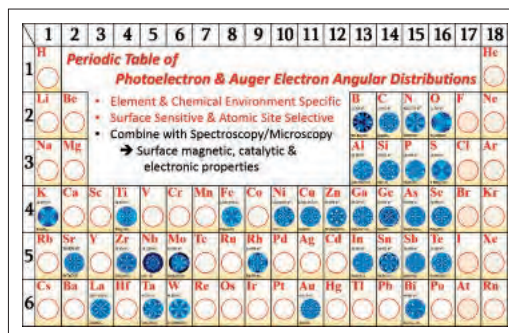 1 2 3 4 5 6 7 8 9 10 11 12 13 14 15 16 17 18
1 H He
Periodic Table of
Photoelectron & Auger Electron Angular Distributions
• Element & Chemical Environment Specific
• Surface Sensitive & Atomic Site Selective
• Combine with Spectroscopy/Microscopy
➔ Surface magnetic, catalytic &
electronic properties
2 Li Be B C N O F Ne
3 Na Mg Al Si P S Cl Ar
4 K Ca Sc Ti V Cr Mn Fe Co Ni Cu Zn Ga Ge As Se Br Kr
5 Rb Sr Y Zr Nb Mo Tc Ru Rh Pd Ag Cd In Sn Sb Te I Xe
6 Cs Ba La Hf Ta W Re Os Ir Pt Au Hg Tl Pb Bi Po At Rn